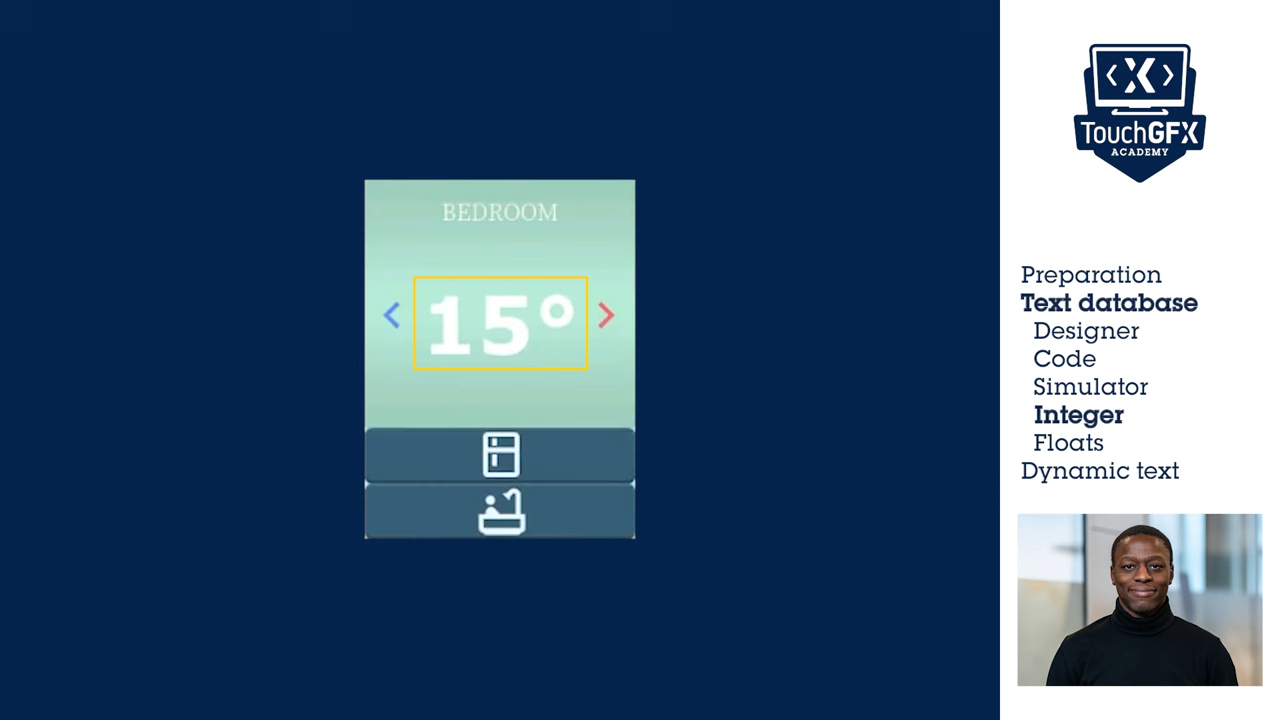 BEDROOM
15°
TouchGFX
ACADEMY
Preparation
Text database
Designer
Code
Simulator
Integer
Floats
Dynamic text